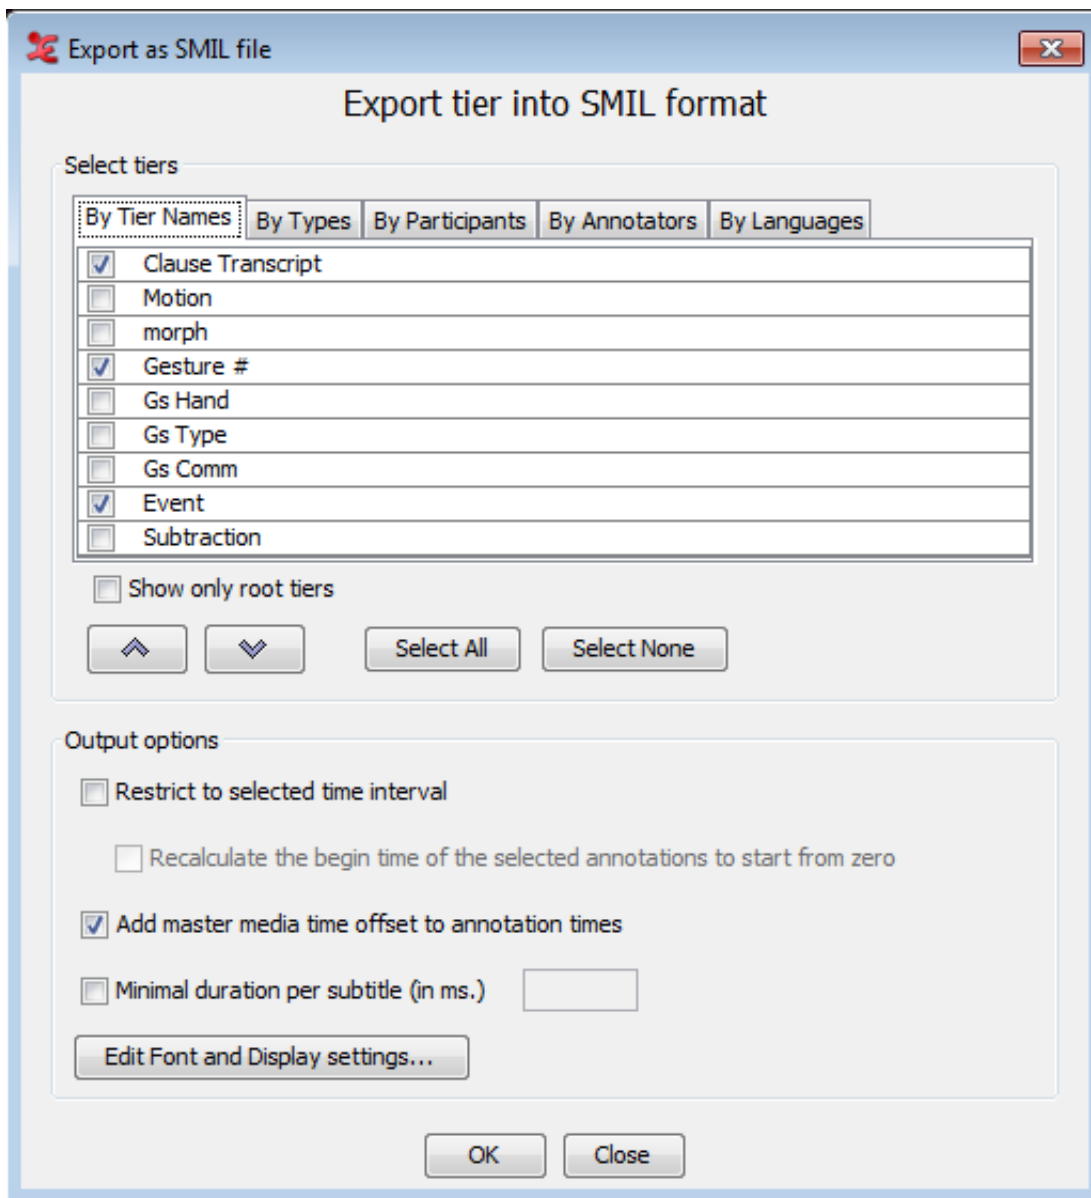 Export as SMIL file
Export tier into SMIL format
Select tiers
By Tier Names By Types By Participants By Annotators By Languages
Clause Transcript
Motion
morph
Gesture #
Gs Hand
Gs Type
Gs Comm
Event
Subtraction
Show only root tiers
Select All Select None
Output options
Restrict to selected time interval
Recalculate the begin time of the selected annotations to start from zero
Add master media time offset to annotation times
Minimal duration per subtitle (in ms.)
Edit Font and Display settings...
OK Close